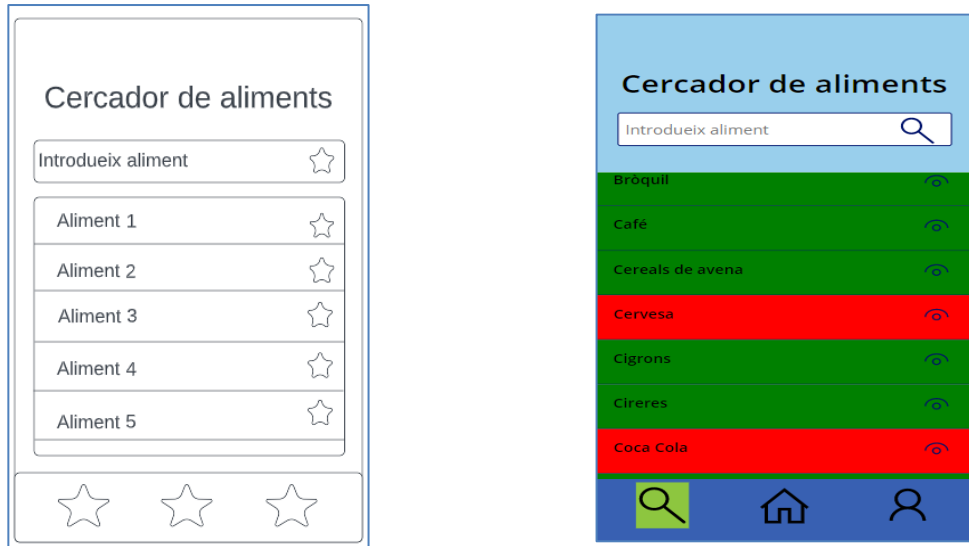 Cercador de aliments
Introdueix aliment
Aliment 1
Aliment 2
Aliment 3
Aliment 4
Aliment 5
Cercador de aliments
Introdueix aliment
Bròquil
Café
Cereals de avena
Cervesa
Cigrons
Cireres
Coca Cola